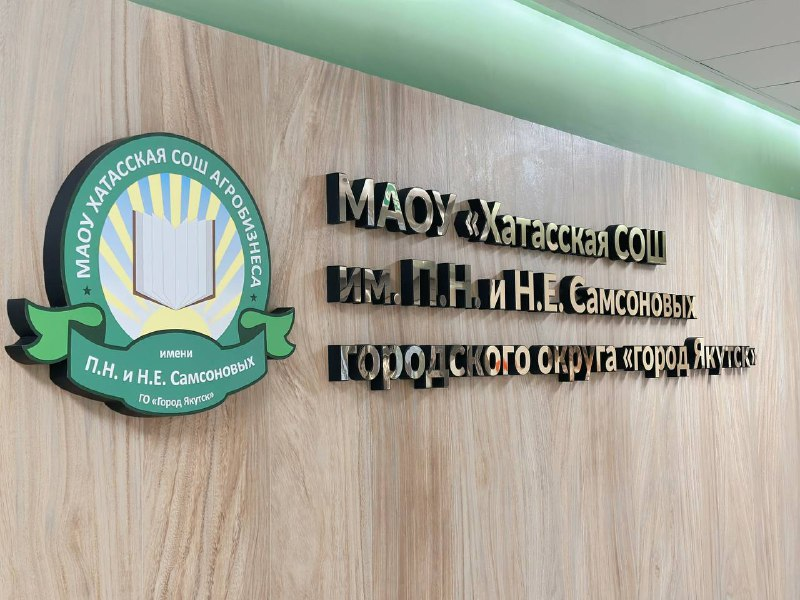 МАОУ ХАТАССКАЯ СОШ АГРОБИЗНЕСА
имени
П.Н. и Н.Е. Самсоновых
ГО «Город Якутск»
МАОУ «Хатасская СОШ
им. П.Н. и Н.Е. Самсоновых
городского округа «город Якутск»